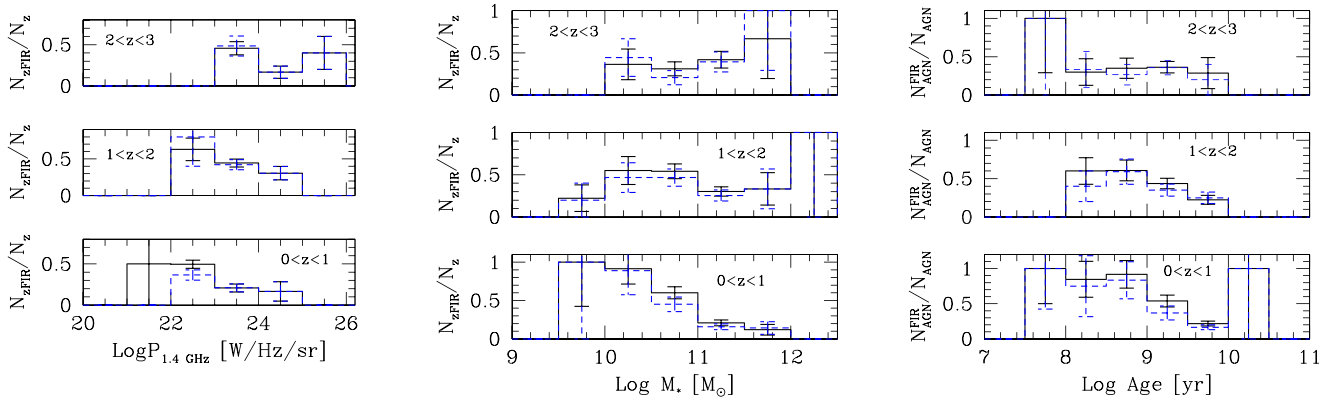 N_zFIR/N_z
0.5
0
2<z<3
N_zFIR/N_z
0.5
0
1<z<2
N_zFIR/N_z
0.5
0
0<z<1
20 22 24 26
LogP_1.4 GHz [W/Hz/sr]
N_zFIR/N_z
1
0.5
0
2<z<3
N_zFIR/N_z
1
0.5
0
1<z<2
N_zFIR/N_z
1
0.5
0
0<z<1
9 10 11 12
Log M_* [M_⊙]
N^FIR_AGN/N_AGN
1
0.5
0
2<z<3
N^FIR_AGN/N_AGN
1
0.5
0
1<z<2
N^FIR_AGN/N_AGN
1
0.5
0
0<z<1
7 8 9 10 11
Log Age [yr]